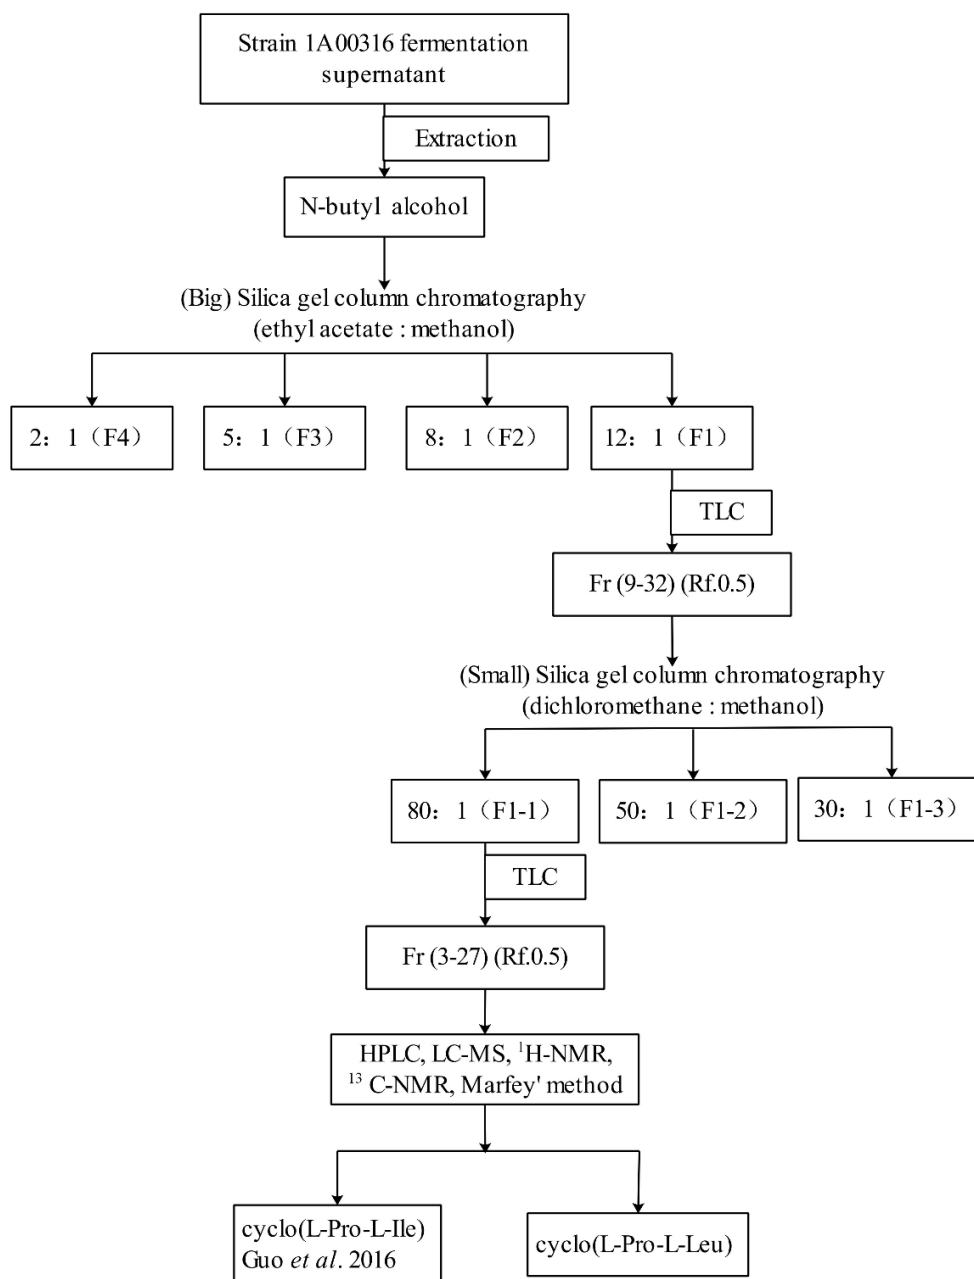 Strain 1A00316 fermentation
supernatant
Extraction
N-butyl alcohol
(Big) Silica gel column chromatography
(ethyl acetate : methanol)
2：1（F4）
5：1（F3）
8：1（F2）
12：1（F1）
TLC
Fr (9-32) (Rf.0.5)
(Small) Silica gel column chromatography
(dichloromethane : methanol)
80：1（F1-1）
50：1（F1-2）
30：1（F1-3）
TLC
Fr (3-27) (Rf.0.5)
HPLC, LC-MS, ¹H-NMR,
¹³ C-NMR, Marfey' method
cyclo(L-Pro-L-Ile)
Guo et al. 2016
cyclo(L-Pro-L-Leu)